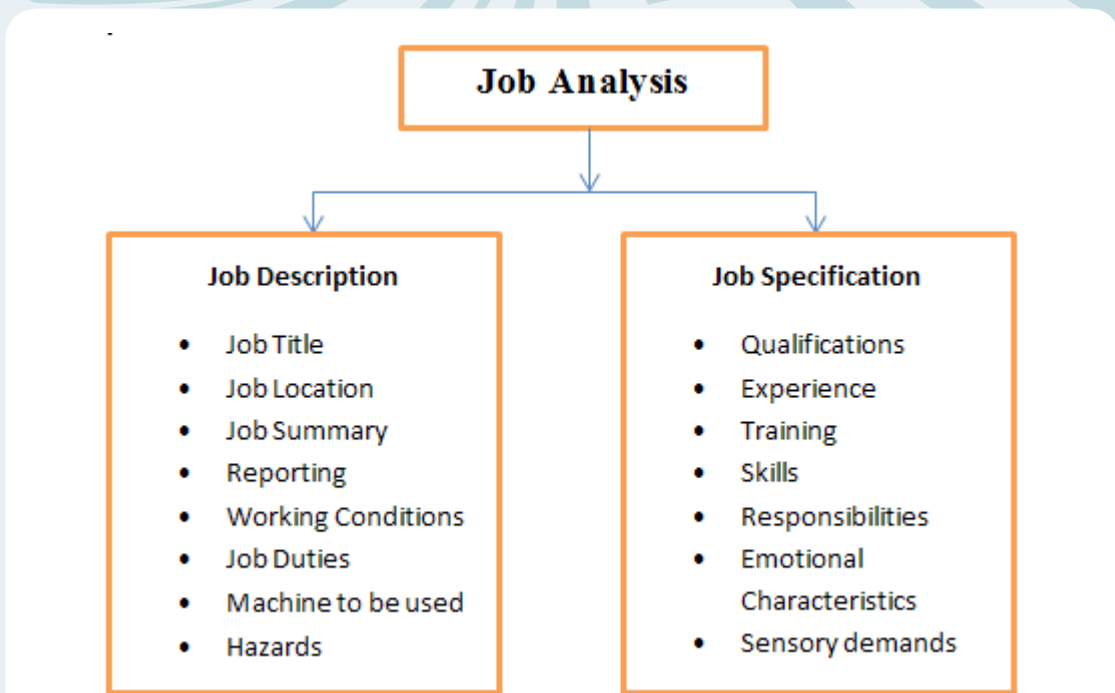 Job Analysis
Job Description
• Job Title
• Job Location
• Job Summary
• Reporting
• Working Conditions
• Job Duties
• Machine to be used
• Hazards
Job Specification
• Qualifications
• Experience
• Training
• Skills
• Responsibilities
• Emotional
Characteristics
• Sensory demands